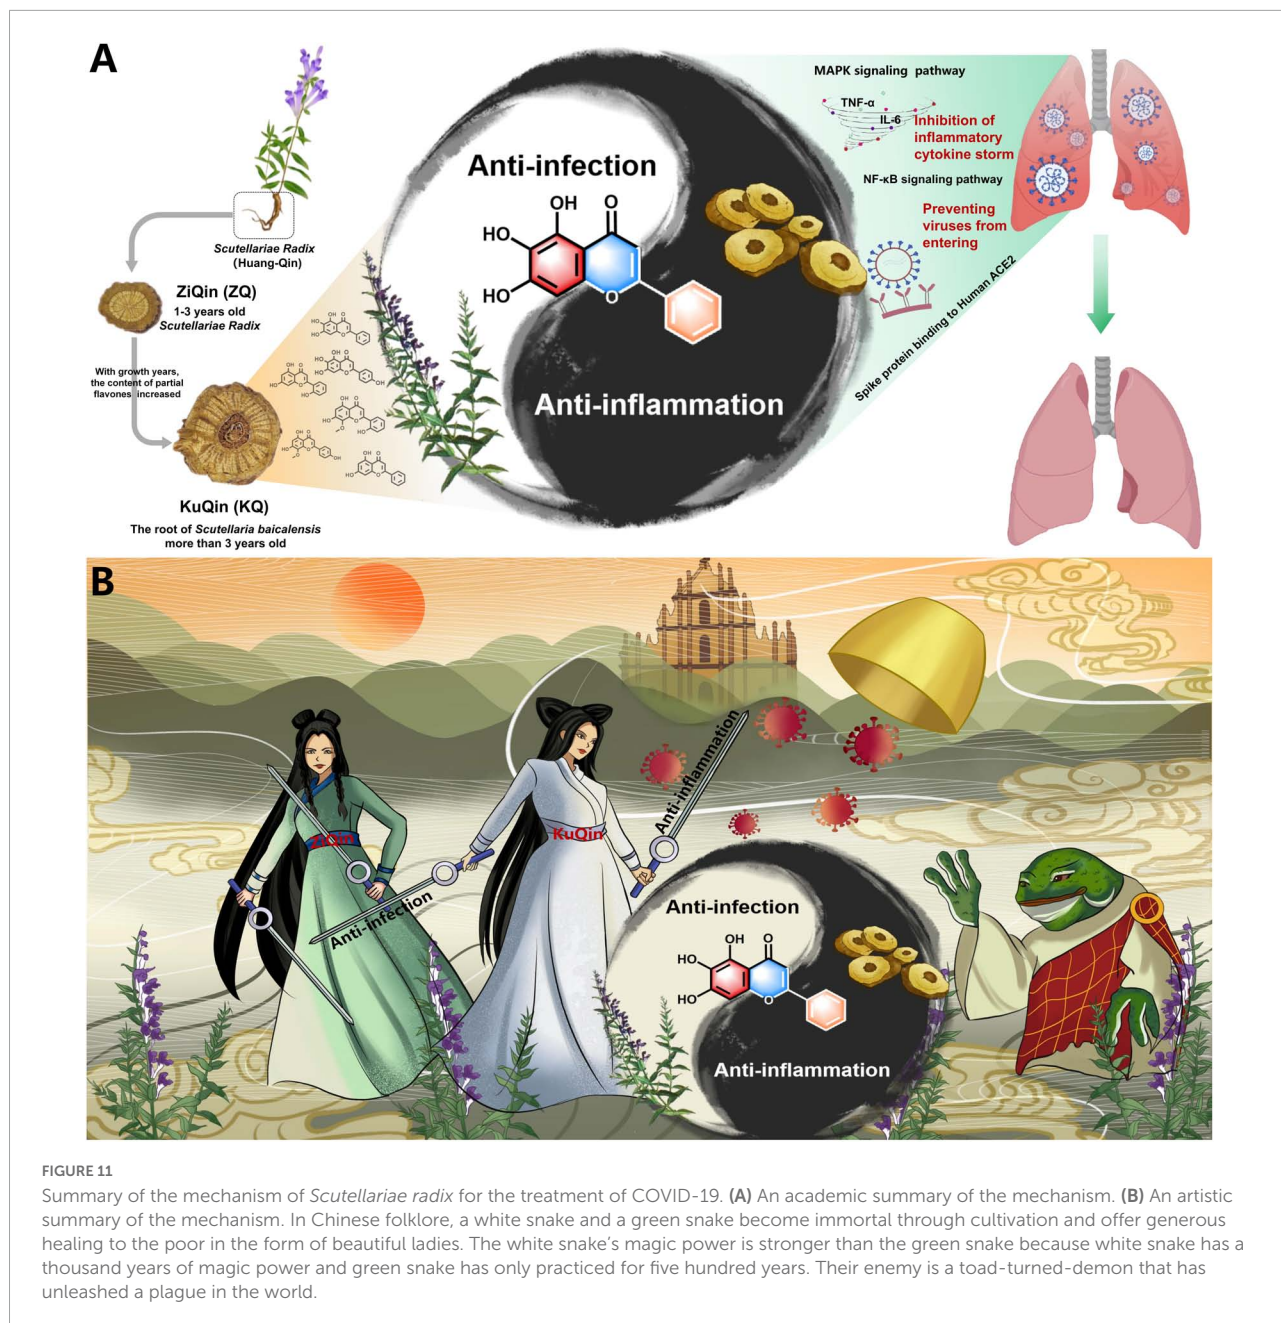 A
Scutellariae Radix
(Huang-Qin)
ZiQin (ZQ)
1-3 years old
Scutellariae Radix
With growth years,
the content of partial
flavones increased
KuQin (KQ)
The root of Scutellaria baicalensis
more than 3 years old
Anti-infection
OH
O
HO
HO
O
Anti-inflammation
MAPK signaling pathway
TNF-α
IL-6
Inhibition of
inflammatory
cytokine storm
NF-κB signaling pathway
Preventing
viruses from
entering
Spike protein binding to Human ACE2
B
ZiQin
KuQin
Anti-infection
Anti-inflammation
Anti-infection
OH
O
HO
HO
O
Anti-inflammation
FIGURE 11
Summary of the mechanism of Scutellariae radix for the treatment of COVID-19. (A) An academic summary of the mechanism. (B) An artistic
summary of the mechanism. In Chinese folklore, a white snake and a green snake become immortal through cultivation and offer generous
healing to the poor in the form of beautiful ladies. The white snake’s magic power is stronger than the green snake because white snake has a
thousand years of magic power and green snake has only practiced for five hundred years. Their enemy is a toad-turned-demon that has
unleashed a plague in the world.